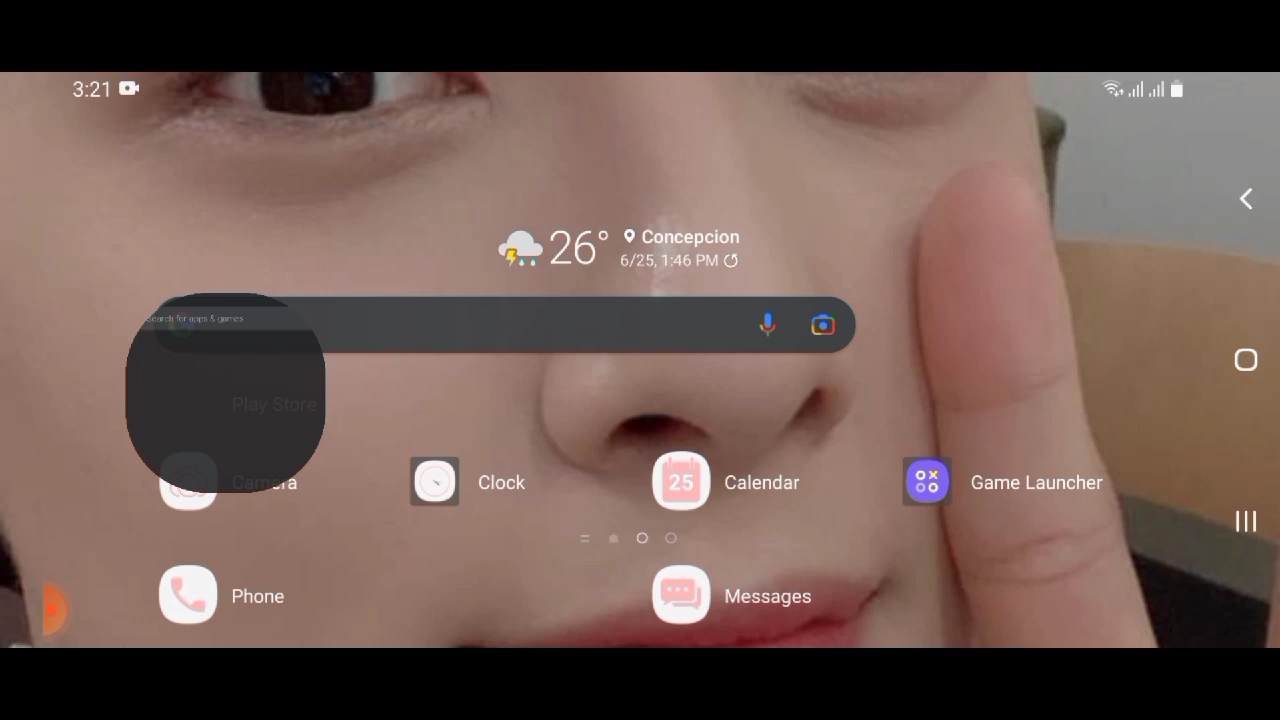 3:21
26° Concepcion
6/25, 1:46 PM
Search for apps & games
Play Store
Camera
Clock
25
Calendar
Game Launcher
Phone
Messages